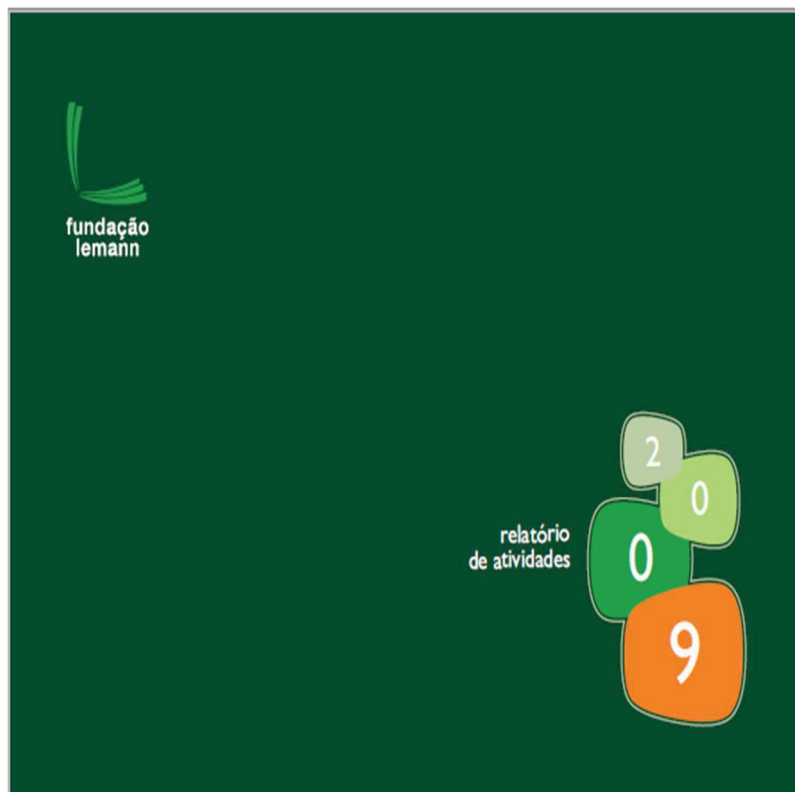 fundação
lemann
relatório
de atividades
2
0
0
9